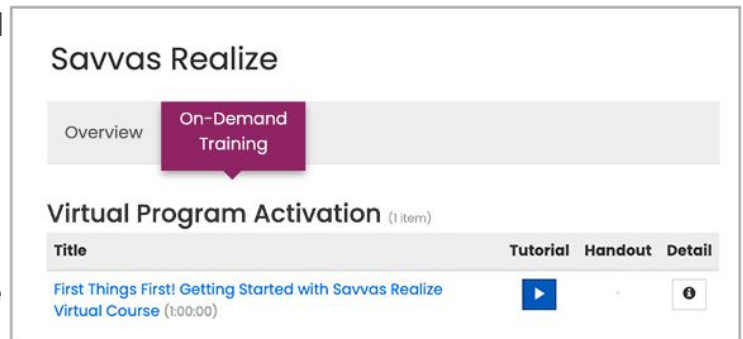 Savvas Realize
Overview
On-Demand
Training
Virtual Program Activation (1 item)
Title Tutorial Handout Detail
First Things First! Getting Started with Savvas Realize
Virtual Course (1:00:00) -